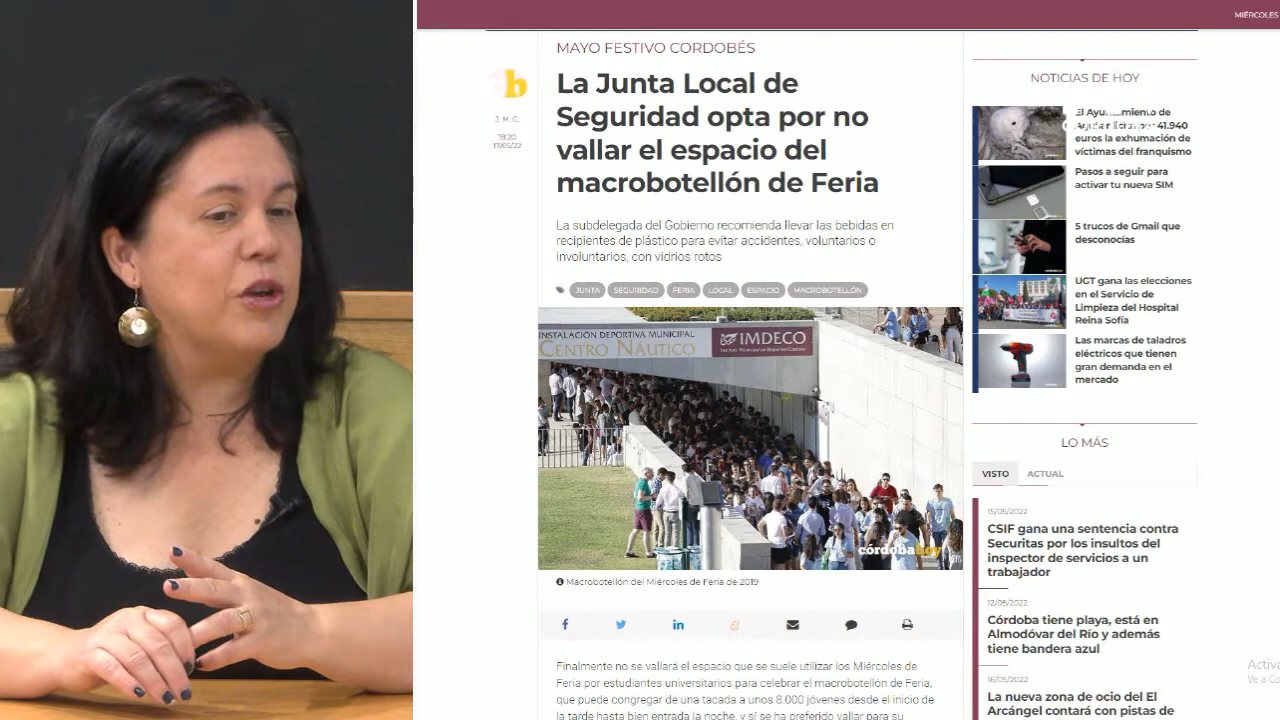 MIÉRCOLES
MAYO FESTIVO CORDOBÉS
b
J. M. C.
18:20
17/05/22
La Junta Local de
Seguridad opta por no
vallar el espacio del
macrobotellón de Feria
La subdelegada del Gobierno recomienda llevar las bebidas en
recipientes de plástico para evitar accidentes, voluntarios o
involuntarios, con vidrios rotos
JUNTA SEGURIDAD FERIA LOCAL ESPACIO MACROBOTELLÓN
INSTALACIÓN DEPORTIVA MUNICIPAL
CENTRO NÁUTICO
IMDECO
córdobahoy
Macrobotellón del Miércoles de Feria de 2019
Finalmente no se vallará el espacio que se suele utilizar los Miércoles de
Feria por estudiantes universitarios para celebrar el macrobotellón de Feria,
que puede congregar de una tacada a unos 8.000 jóvenes desde el inicio de
la tarde hasta bien entrada la noche, y sí se ha preferido vallar para su
NOTICIAS DE HOY
El de
41.940
euros la exhumación de
víctimas del franquismo
Pasos a seguir para
activar tu nueva SIM
5 trucos de Gmail que
desconocías
UGT gana las elecciones
en el Servicio de
Limpieza del Hospital
Reina Sofía
Las marcas de taladros
eléctricos que tienen
gran demanda en el
mercado
LO MÁS
VISTO ACTUAL
15/05/2022
CSIF gana una sentencia contra
Securitas por los insultos del
inspector de servicios a un
trabajador
12/05/2022
Córdoba tiene playa, está en
Almodóvar del Río y además
tiene bandera azul
16/05/2022
La nueva zona de ocio del El
Arcángel contará con pistas de
Activa
Ve a Co